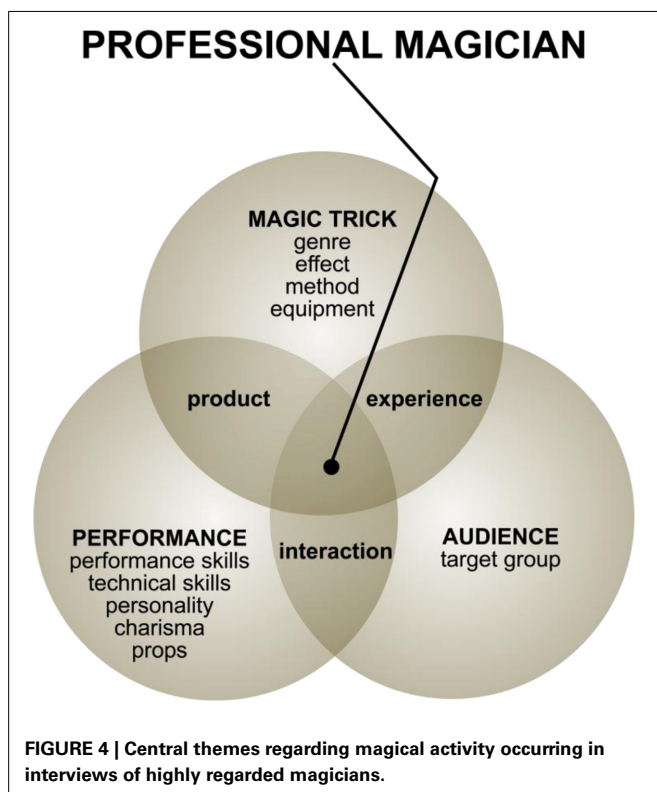 PROFESSIONAL MAGICIAN
MAGIC TRICK
genre
effect
method
equipment
product
experience
PERFORMANCE
performance skills
technical skills
personality
charisma
props
interaction
AUDIENCE
target group
FIGURE 4 | Central themes regarding magical activity occurring in
interviews of highly regarded magicians.